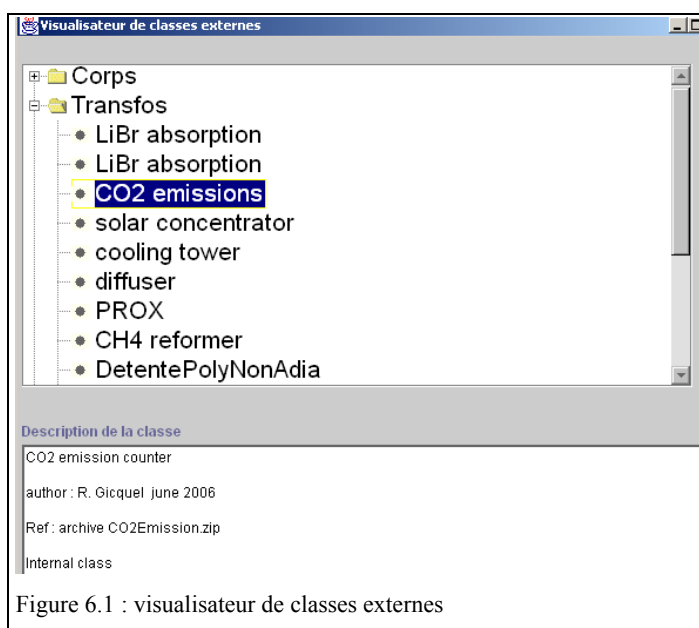 Visualisateur de classes externes
Corps
Transfos
LiBr absorption
LiBr absorption
CO2 emissions
solar concentrator
cooling tower
diffuser
PROX
CH4 reformer
DetentePolyNonAdia
Description de la classe
CO2 emission counter
author : R. Gicquel june 2006
Ref : archive CO2Emission.zip
Internal class
Figure 6.1 : visualisateur de classes externes